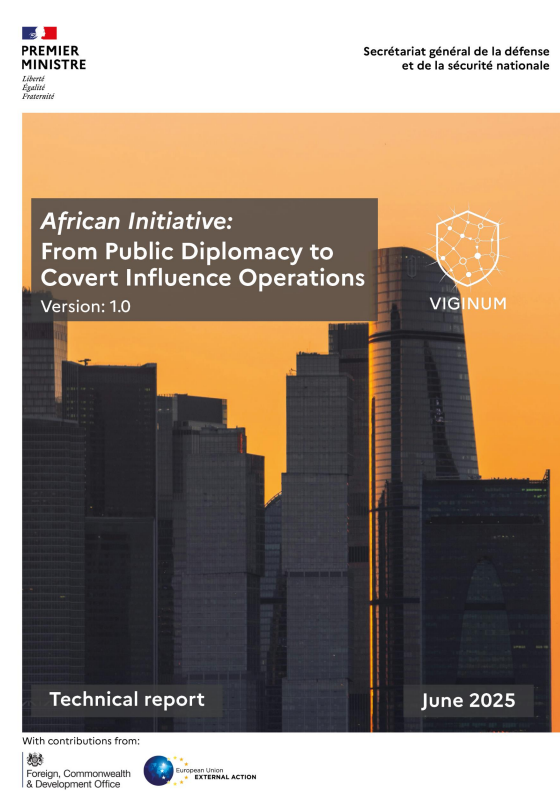 PREMIER
MINISTRE
Liberté
Égalité
Fraternité
Secrétariat général de la défense
et de la sécurité nationale
African Initiative:
From Public Diplomacy to
Covert Influence Operations
Version: 1.0
VIGINUM
Technical report
June 2025
With contributions from:
Foreign, Commonwealth
& Development Office
European Union
EXTERNAL ACTION